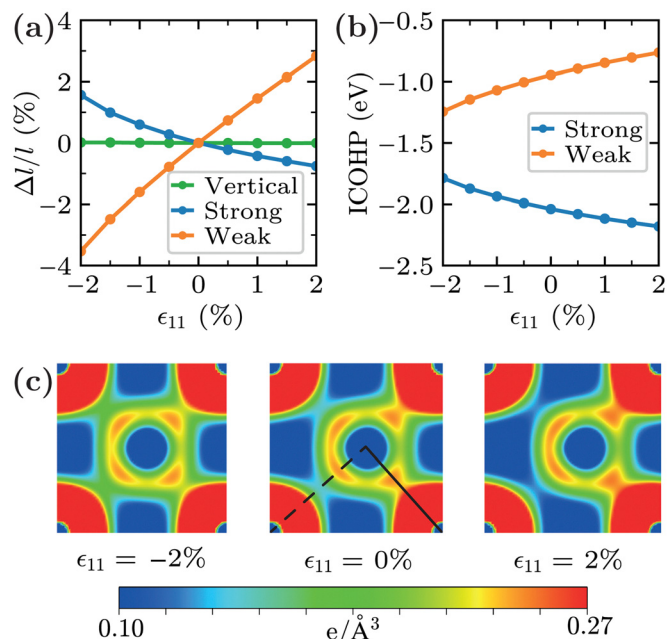 (a)
4
2
0
−2
−4
Δl/l (%)
Vertical
Strong
Weak
−2 −1 0 1 2
ϵ11 (%)
(b)
−0.5
−1.0
−1.5
−2.0
−2.5
ICOHP (eV)
Strong
Weak
−2 −1 0 1 2
ϵ11 (%)
(c)
ϵ11 = −2% ϵ11 = 0% ϵ11 = 2%
0.10 e/Å³ 0.27